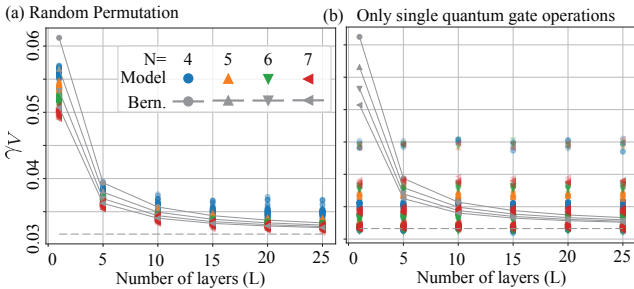 (a) Random Permutation
(b) Only single quantum gate operations
N= 4 5 6 7
Model
Bern.
γV
0.06
0.05
0.04
0.03
0 5 10 15 20 25
0 5 10 15 20 25
Number of layers (L)
Number of layers (L)